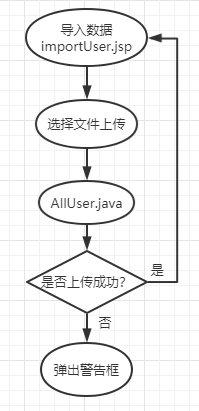 导入数据
importUser.jsp
选择文件上传
AllUser.java
是否上传成功?
是
否
弹出警告框